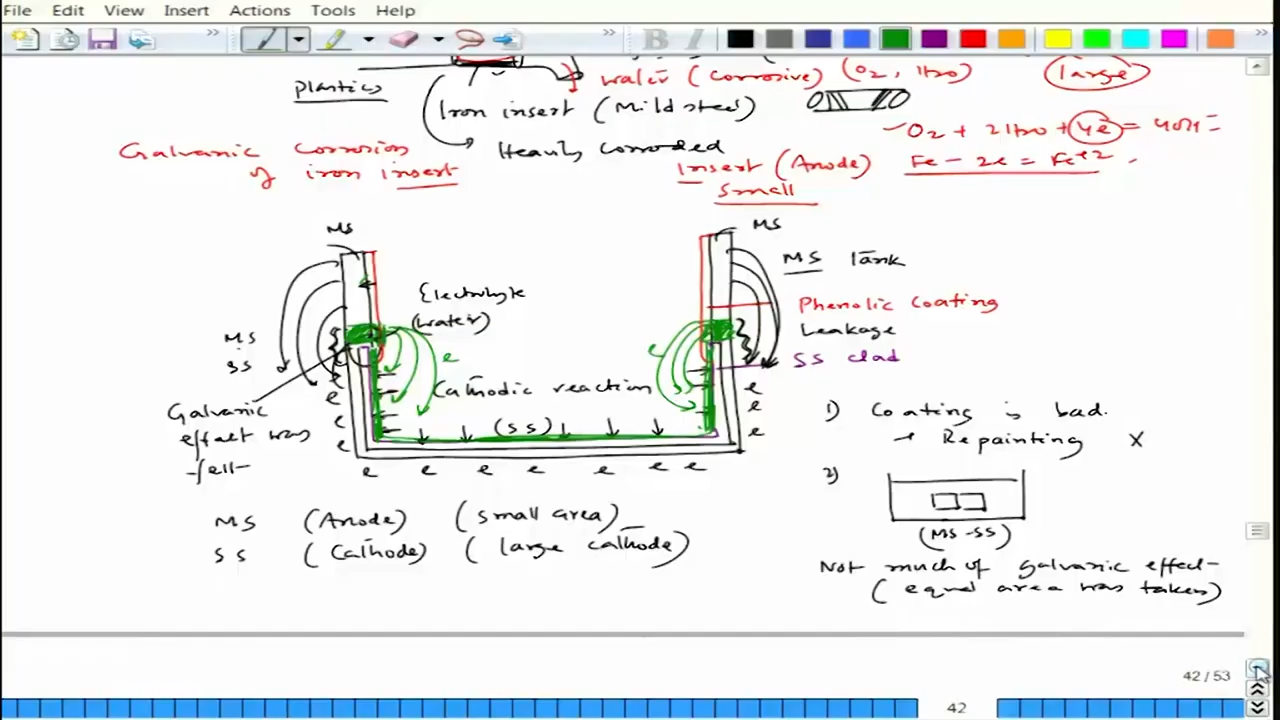 File Edit View Insert Actions Tools Help
plastics
water (corrosive) (O2, H2O)
large
Iron insert (Mild steel)
O2 + 2H2O + 4e = 4OH-
Heavily corroded
Galvanic corrosion
of iron insert
Insert (Anode)
small
Fe - 2e = Fe+2
MS
MS
MS Tank
Electrolyte
(water)
Phenolic coating
Leakage
SS clad
MS
SS
e
e
Cathodic reaction
(SS)
e
e
c
e
e
e
e
Galvanic
effect was
felt
e e e e e e e
1) Coating is bad.
→ Repainting X
2)
(MS-SS)
MS (Anode) (small area)
SS (Cathode) (large cathode)
Not much of galvanic effect
(equal area was taken)
42 / 53
42